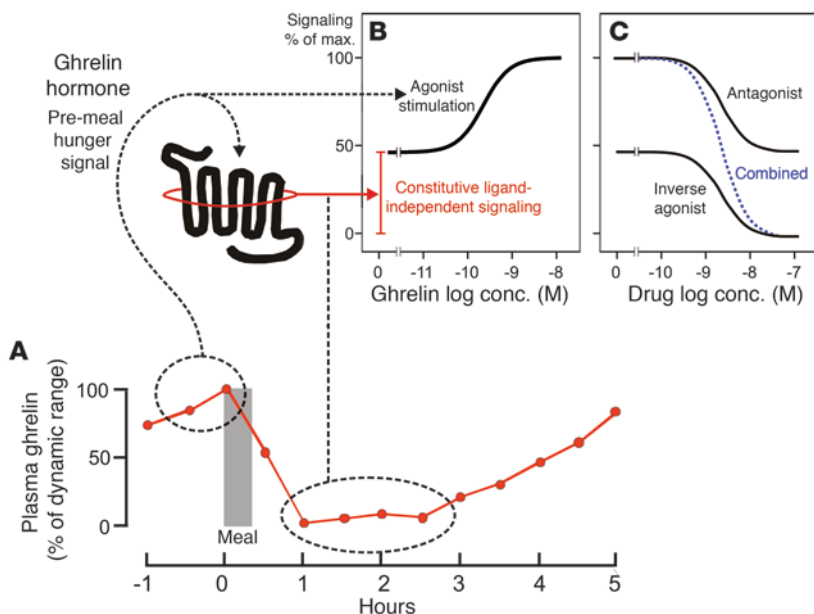 Ghrelin
hormone
Pre-meal
hunger
signal
Signaling
% of max.
B
100
50
0
Agonist
stimulation
Constitutive ligand-
independent signaling
0 -11 -10 -9 -8
Ghrelin log conc. (M)
C
Antagonist
Combined
Inverse
agonist
0 -10 -9 -8 -7
Drug log conc. (M)
A
Plasma ghrelin
(% of dynamic range)
100
50
0
Meal
-1 0 1 2 3 4 5
Hours